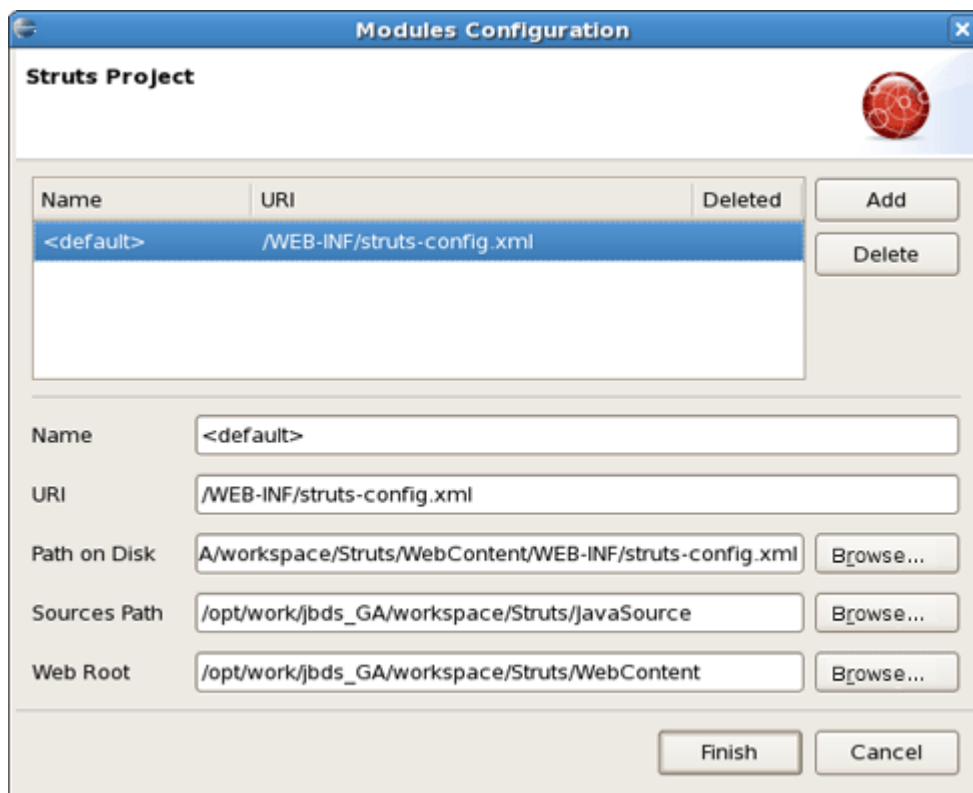 Modules Configuration
Struts Project
Name URI Deleted
<default> /WEB-INF/struts-config.xml
Add
Delete
Name <default>
URI /WEB-INF/struts-config.xml
Path on Disk A/workspace/Struts/WebContent/WEB-INF/struts-config.xml Browse...
Sources Path /opt/work/jbds_GA/workspace/Struts/JavaSource Browse...
Web Root /opt/work/jbds_GA/workspace/Struts/WebContent Browse...
Finish Cancel